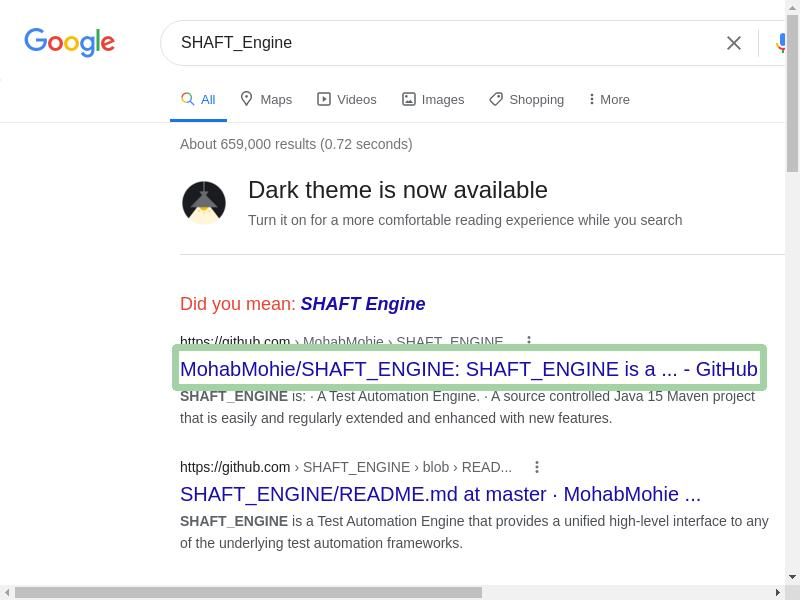 Google
SHAFT_Engine
All Maps Videos Images Shopping More
About 659,000 results (0.72 seconds)
Dark theme is now available
Turn it on for a more comfortable reading experience while you search
Did you mean: SHAFT Engine
https://github.com › MohabMohie › SHAFT_ENGINE
MohabMohie/SHAFT_ENGINE: SHAFT_ENGINE is a ... - GitHub
SHAFT_ENGINE is: · A Test Automation Engine. · A source controlled Java 15 Maven project
that is easily and regularly extended and enhanced with new features.
https://github.com › SHAFT_ENGINE › blob › READ...
SHAFT_ENGINE/README.md at master · MohabMohie ...
SHAFT_ENGINE is a Test Automation Engine that provides a unified high-level interface to any
of the underlying test automation frameworks.